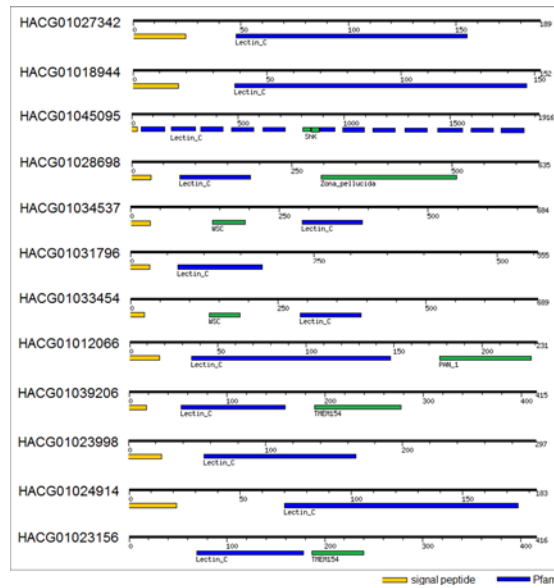 HACG01027342
0 50 100 150 189
Lectin_C
HACG01018944
0 50 100 150 152
Lectin_C
HACG01045095
0 500 1000 1500 1916
Lectin_C ShK
HACG01028698
0 250 500 635
Lectin_C Zona_pellucida
HACG01034537
0 250 500 684
WSC Lectin_C
HACG01031796
0 250 500
Lectin_C
HACG01033454
0 250 500 689
WSC Lectin_C
HACG01012066
0 50 100 150 200 231
Lectin_C PAN_1
HACG01039206
0 100 200 300 400 415
Lectin_C TMEM154
HACG01023998
0 100 200 297
Lectin_C
HACG01024914
0 50 100 150 183
Lectin_C
HACG01023156
0 100 200 300 400 416
Lectin_C TMEM154
signal peptide Pfam